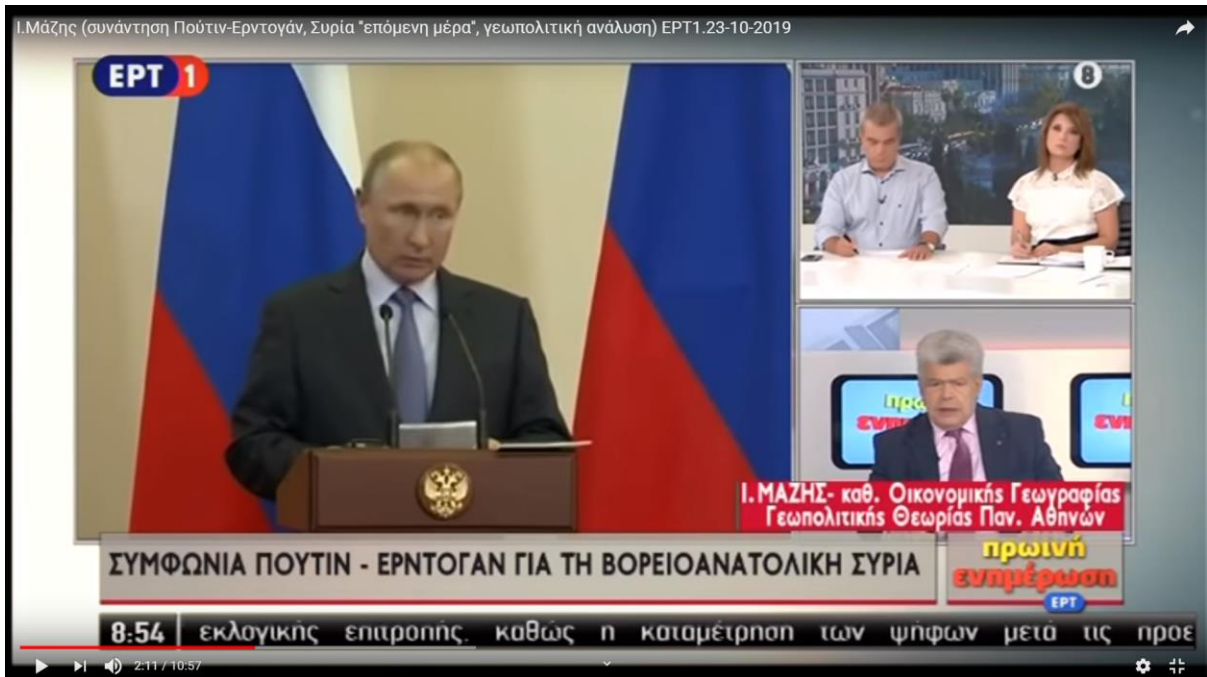 Ι.Μάζης (συνάντηση Πούτιν-Ερντογάν, Συρία "επόμενη μέρα", γεωπολιτική ανάλυση) ΕΡΤ1.23-10-2019
ΕΡΤ 1
8
Ι. ΜΑΖΗΣ- καθ. Οικονομικής Γεωγραφίας
Γεωπολιτικής Θεωρίας Παν. Αθηνών
ΣΥΜΦΩΝΙΑ ΠΟΥΤΙΝ - ΕΡΝΤΟΓΑΝ ΓΙΑ ΤΗ ΒΟΡΕΙΟΑΝΑΤΟΛΙΚΗ ΣΥΡΙΑ
πρωινή
ενημέρωση
ΕΡΤ
8:54 εκλογικής επιτροπής. καθώς η καταμέτρηση των ψήφων μετά τις προε
2:11 / 10:57